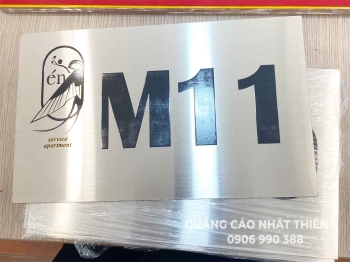 én
service
apartment
M11
QUẢNG CÁO NHẬT THIÊN
0906 990 388